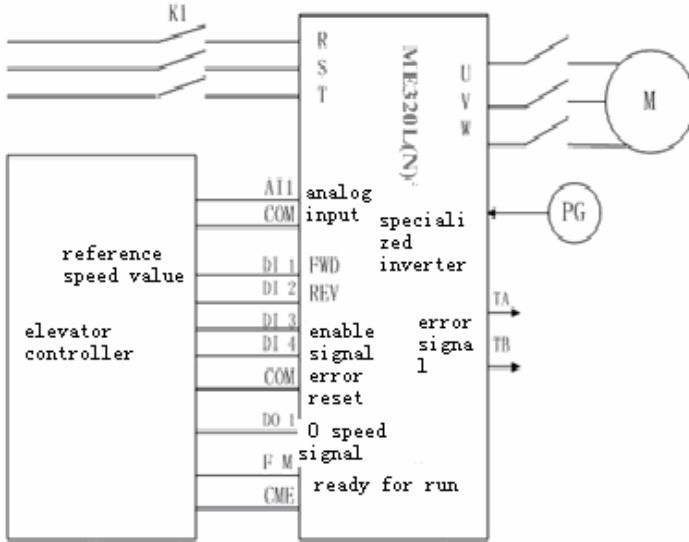 K1
R
S
T
ME320L(N)
U
V
W
M
AI1
COM
analog
input
PG
speciali
zed
inverter
reference
speed value
DI 1
FWD
DI 2
REV
TA
elevator
controller
DI 3
DI 4
enable
signal
error
signa
l
TB
COM
error
reset
DO 1
0 speed
signal
F M
ready for run
CME